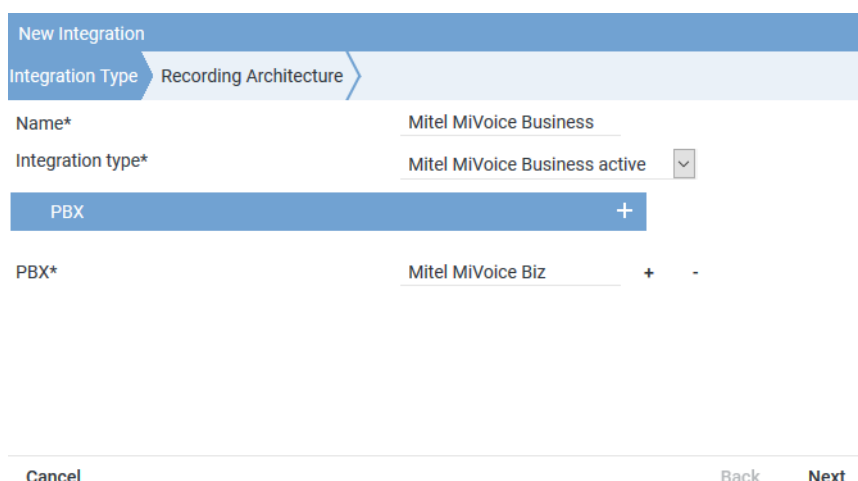 New Integration
Integration Type Recording Architecture
Name* Mitel MiVoice Business
Integration type* Mitel MiVoice Business active
PBX +
PBX* Mitel MiVoice Biz + -
Cancel Back Next